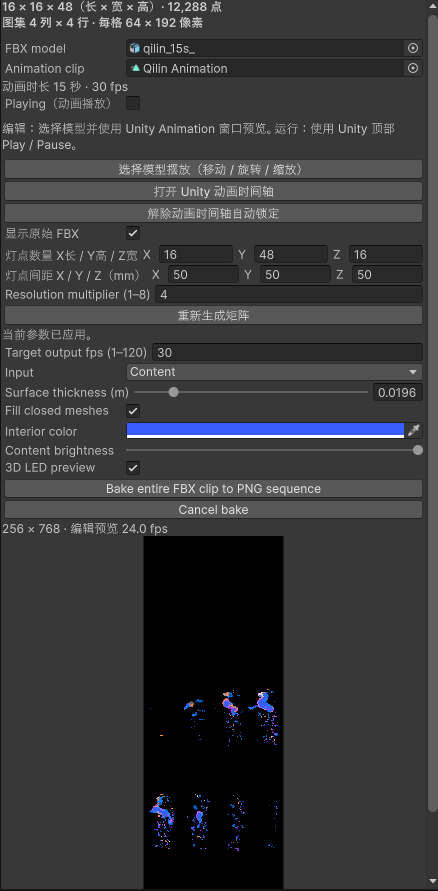 16 × 16 × 48（长 × 宽 × 高）· 12,288 点
图集 4 列 × 4 行 · 每格 64 × 192 像素
FBX model qilin_15s_
Animation clip Qilin Animation
动画时长 15 秒 · 30 fps
Playing（动画播放）
编辑：选择模型并使用 Unity Animation 窗口预览。运行：使用 Unity 顶部
Play / Pause。
选择模型摆放（移动 / 旋转 / 缩放）
打开 Unity 动画时间轴
解除动画时间轴自动锁定
显示原始 FBX
灯点数量 X长 / Y高 / Z宽 X 16 Y 48 Z 16
灯点间距 X / Y / Z（mm） X 50 Y 50 Z 50
Resolution multiplier (1–8) 4
重新生成矩阵
当前参数已应用。
Target output fps (1–120) 30
Input Content
Surface thickness (m) 0.0196
Fill closed meshes
Interior color
Content brightness
3D LED preview
Bake entire FBX clip to PNG sequence
Cancel bake
256 × 768 · 编辑预览 24.0 fps